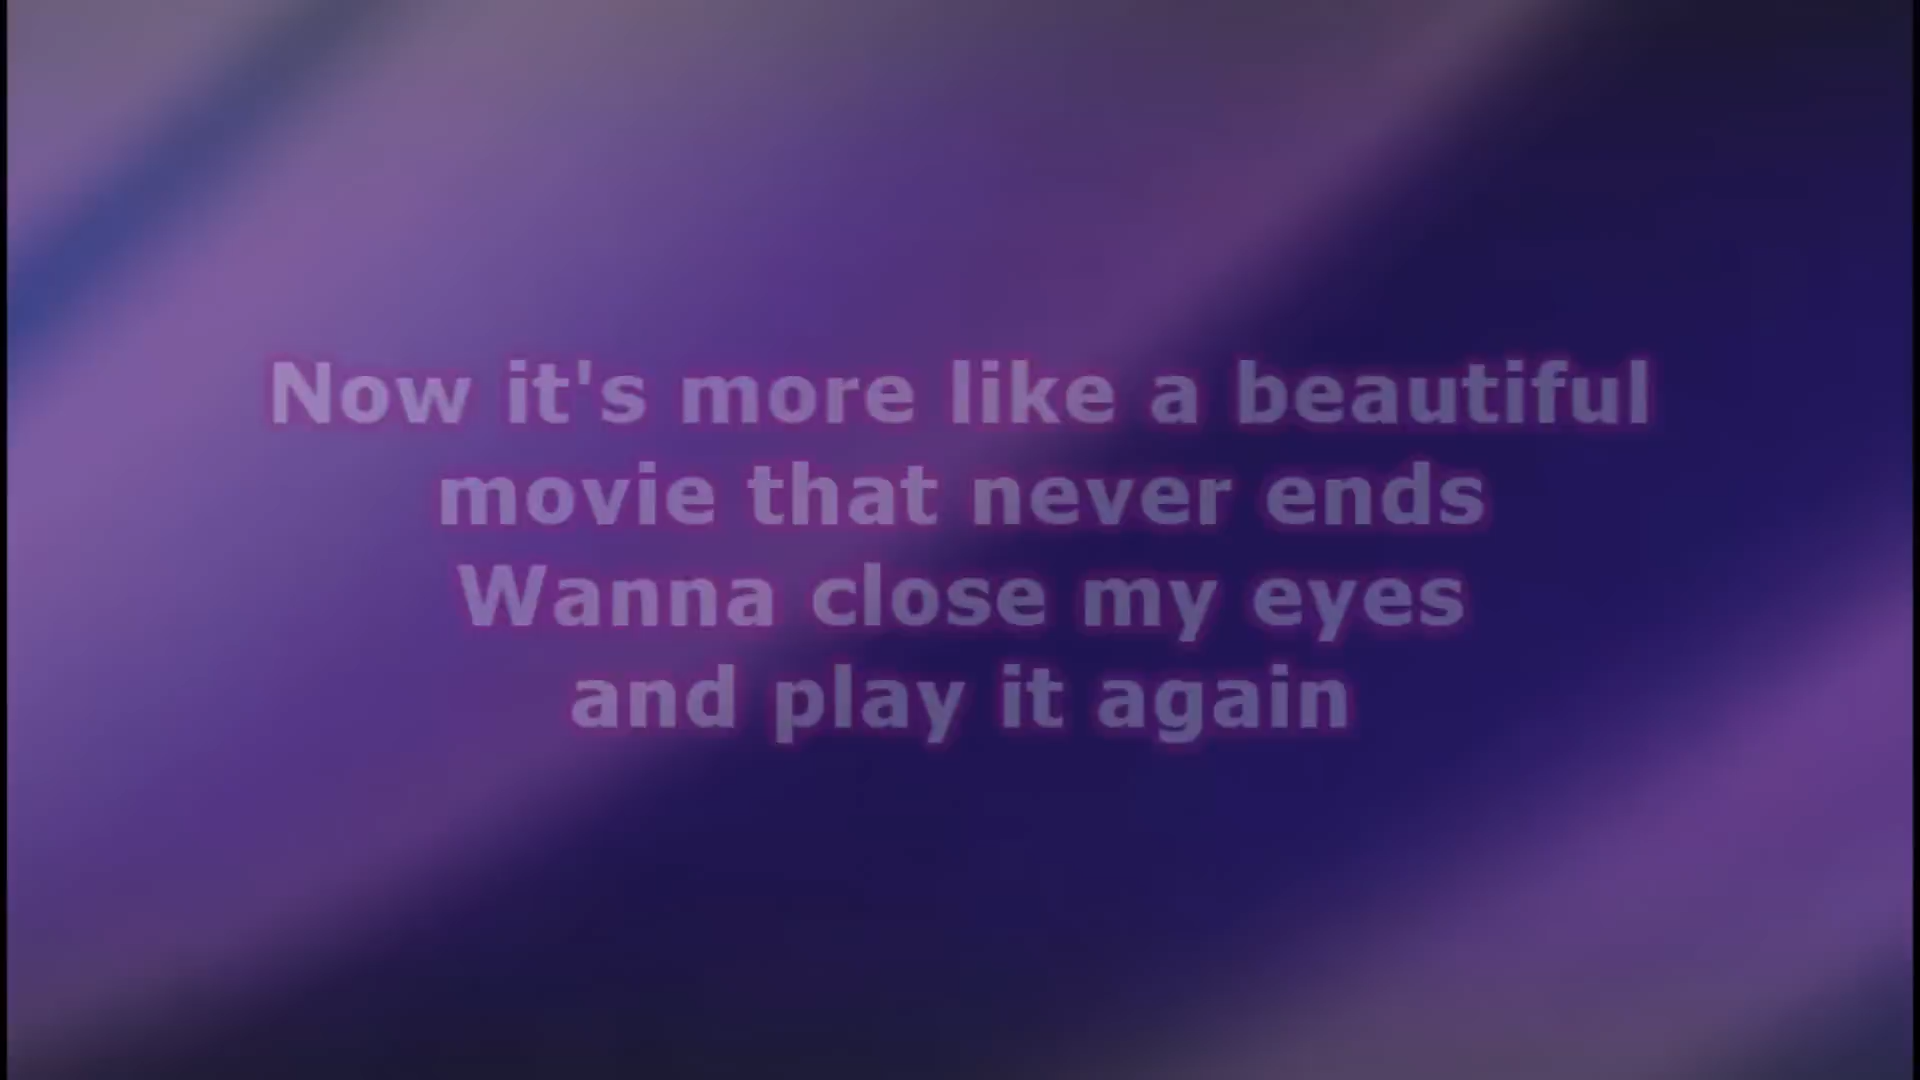 Now it's more like a beautiful
movie that never ends
Wanna close my eyes
and play it again